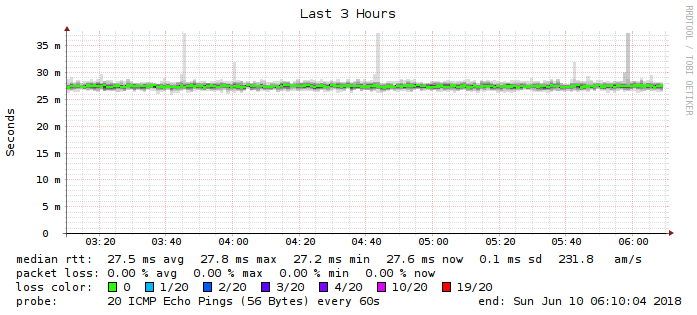 Last 3 Hours
RRDTOOL / TOBI OETIKER
Seconds
35 m
30 m
25 m
20 m
15 m
10 m
5 m
0
03:20 03:40 04:00 04:20 04:40 05:00 05:20 05:40 06:00
median rtt: 27.5 ms avg 27.8 ms max 27.2 ms min 27.6 ms now 0.1 ms sd 231.8 am/s
packet loss: 0.00 % avg 0.00 % max 0.00 % min 0.00 % now
loss color: 0 1/20 2/20 3/20 4/20 10/20 19/20
probe: 20 ICMP Echo Pings (56 Bytes) every 60s end: Sun Jun 10 06:10:04 2018